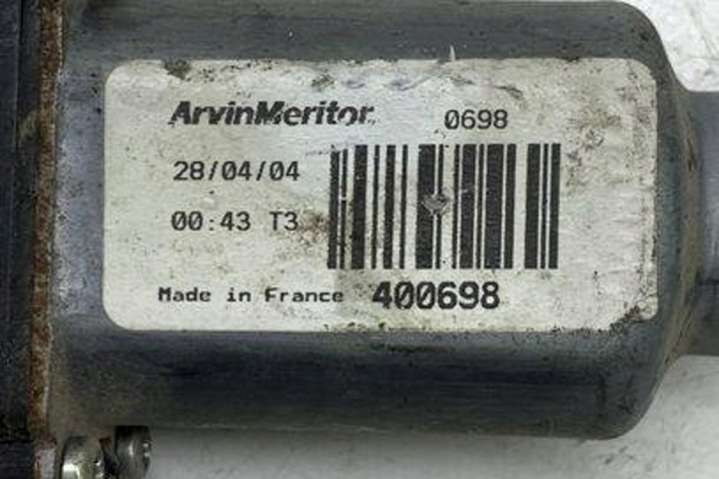 ArvinMeritor 0698
28/04/04
00:43 T3
Made in France 400698